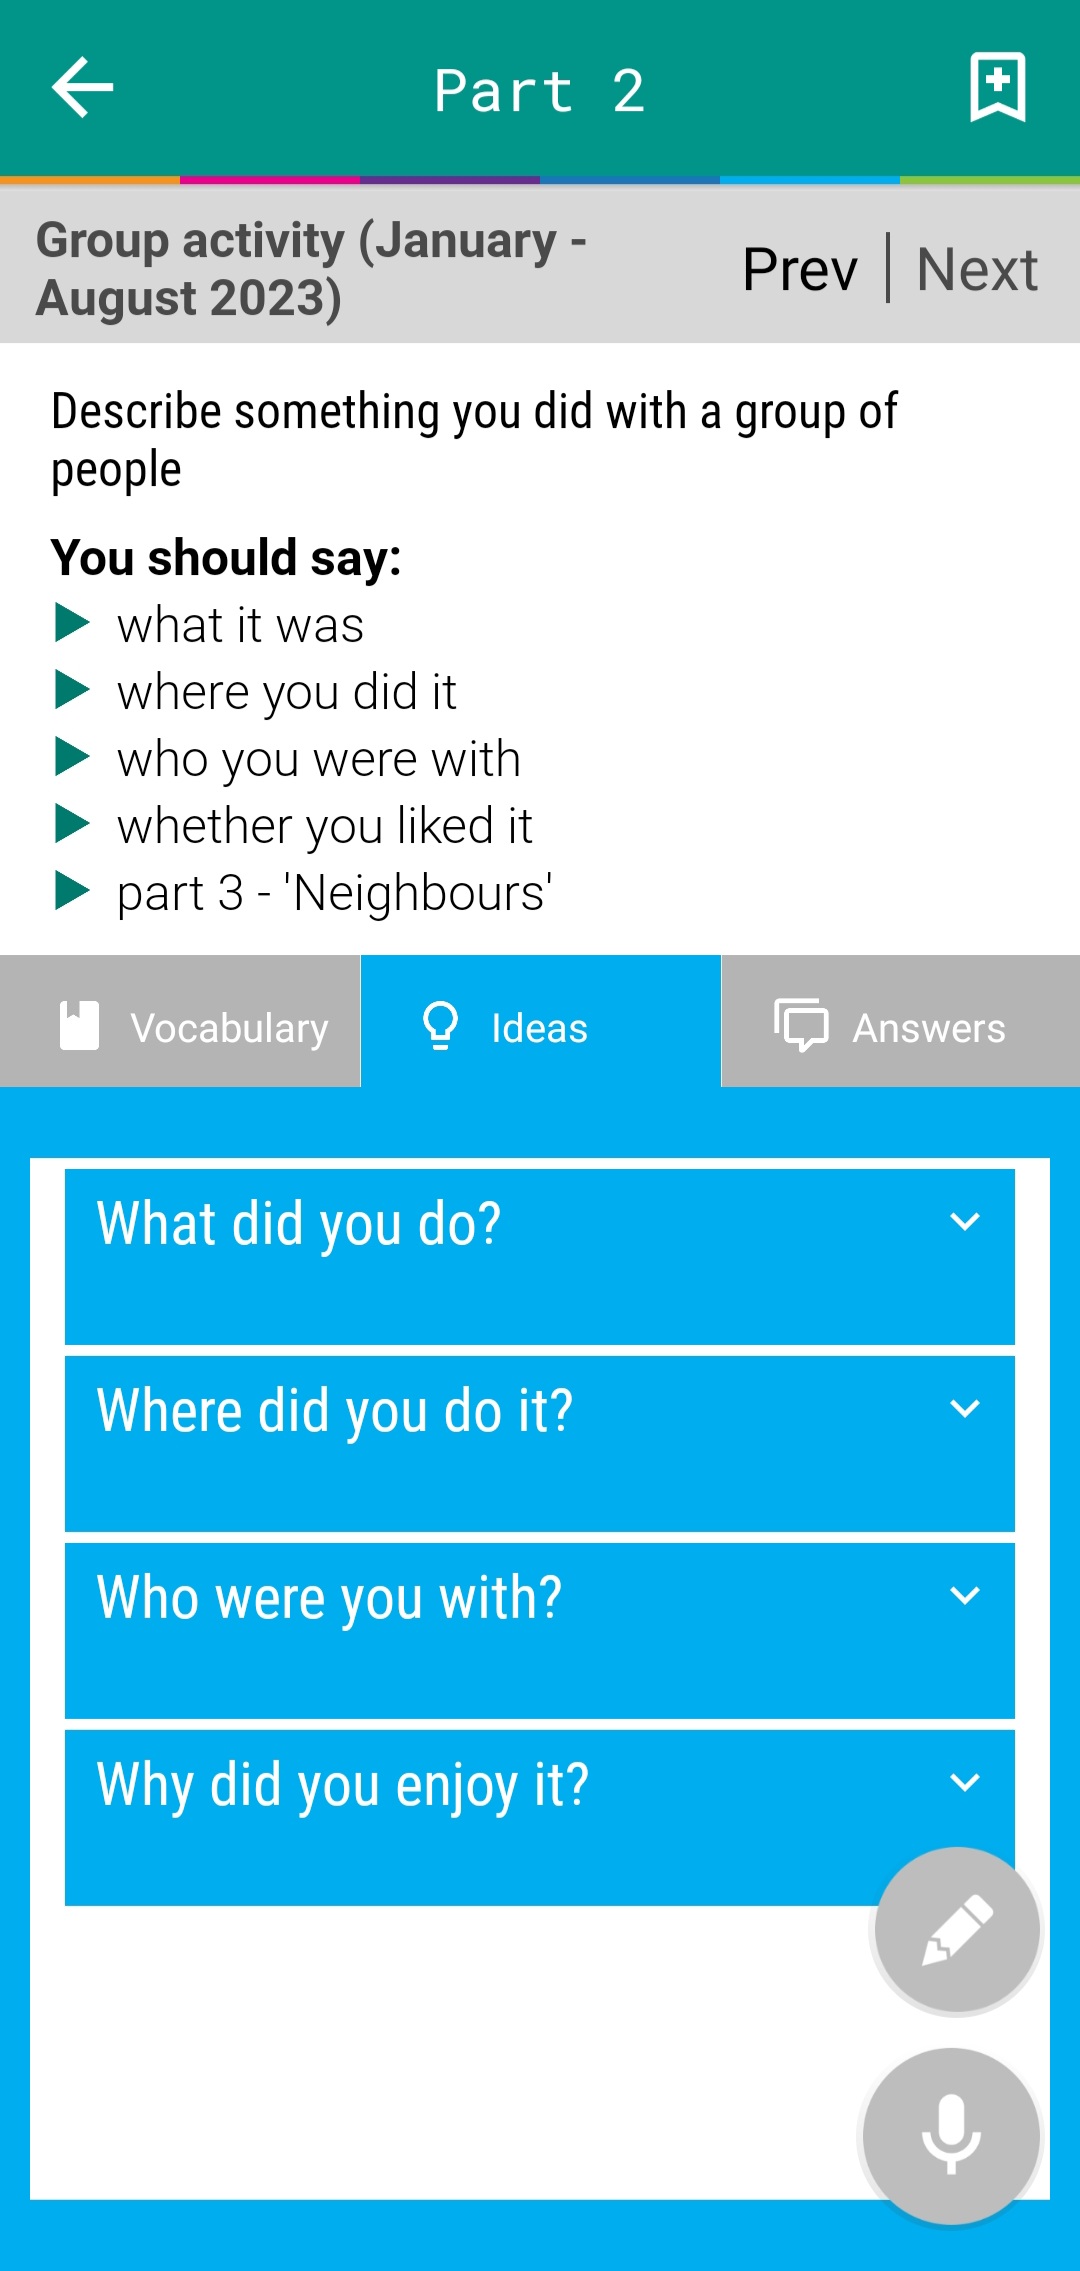 Part 2
Group activity (January -
August 2023)
Prev | Next
Describe something you did with a group of
people
You should say:
what it was
where you did it
who you were with
whether you liked it
part 3 - 'Neighbours'
Vocabulary
Ideas
Answers
What did you do?
Where did you do it?
Who were you with?
Why did you enjoy it?